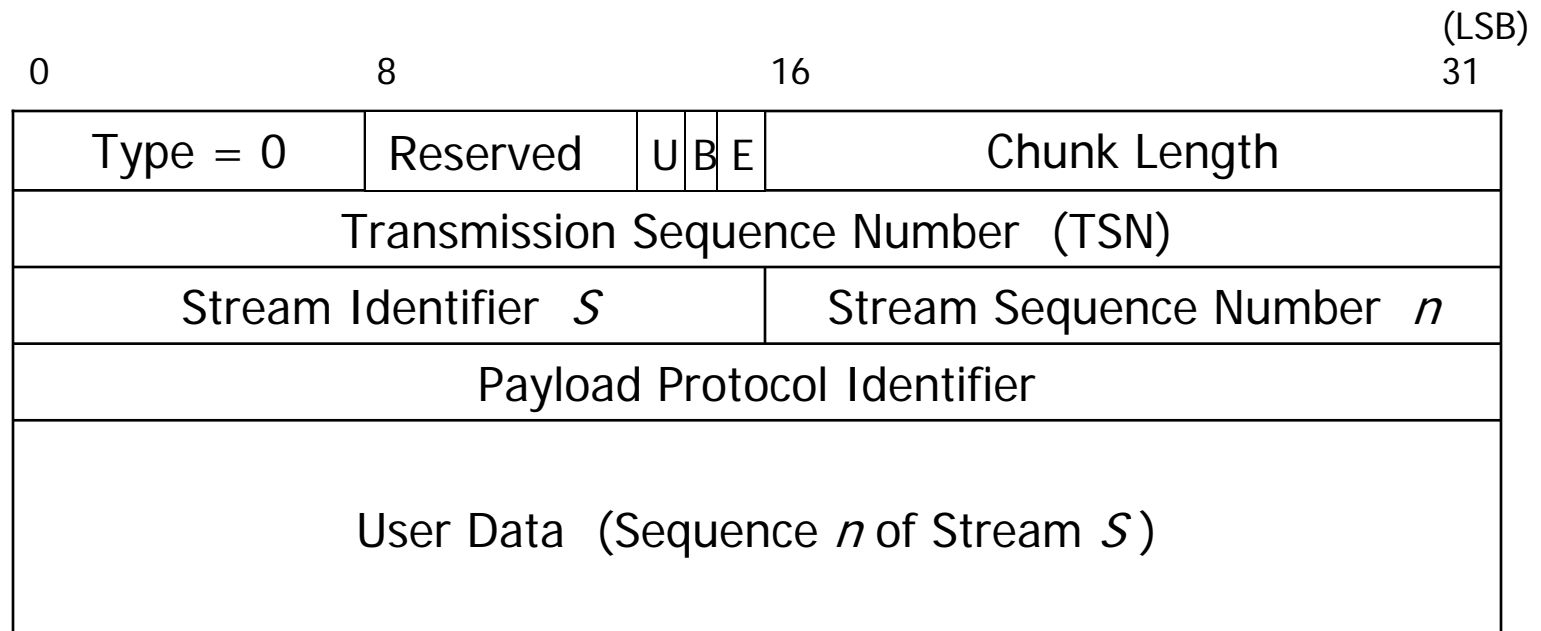 (LSB)
0 8 16 31
Type = 0 Reserved U B E Chunk Length
Transmission Sequence Number (TSN)
Stream Identifier S Stream Sequence Number n
Payload Protocol Identifier
User Data (Sequence n of Stream S )